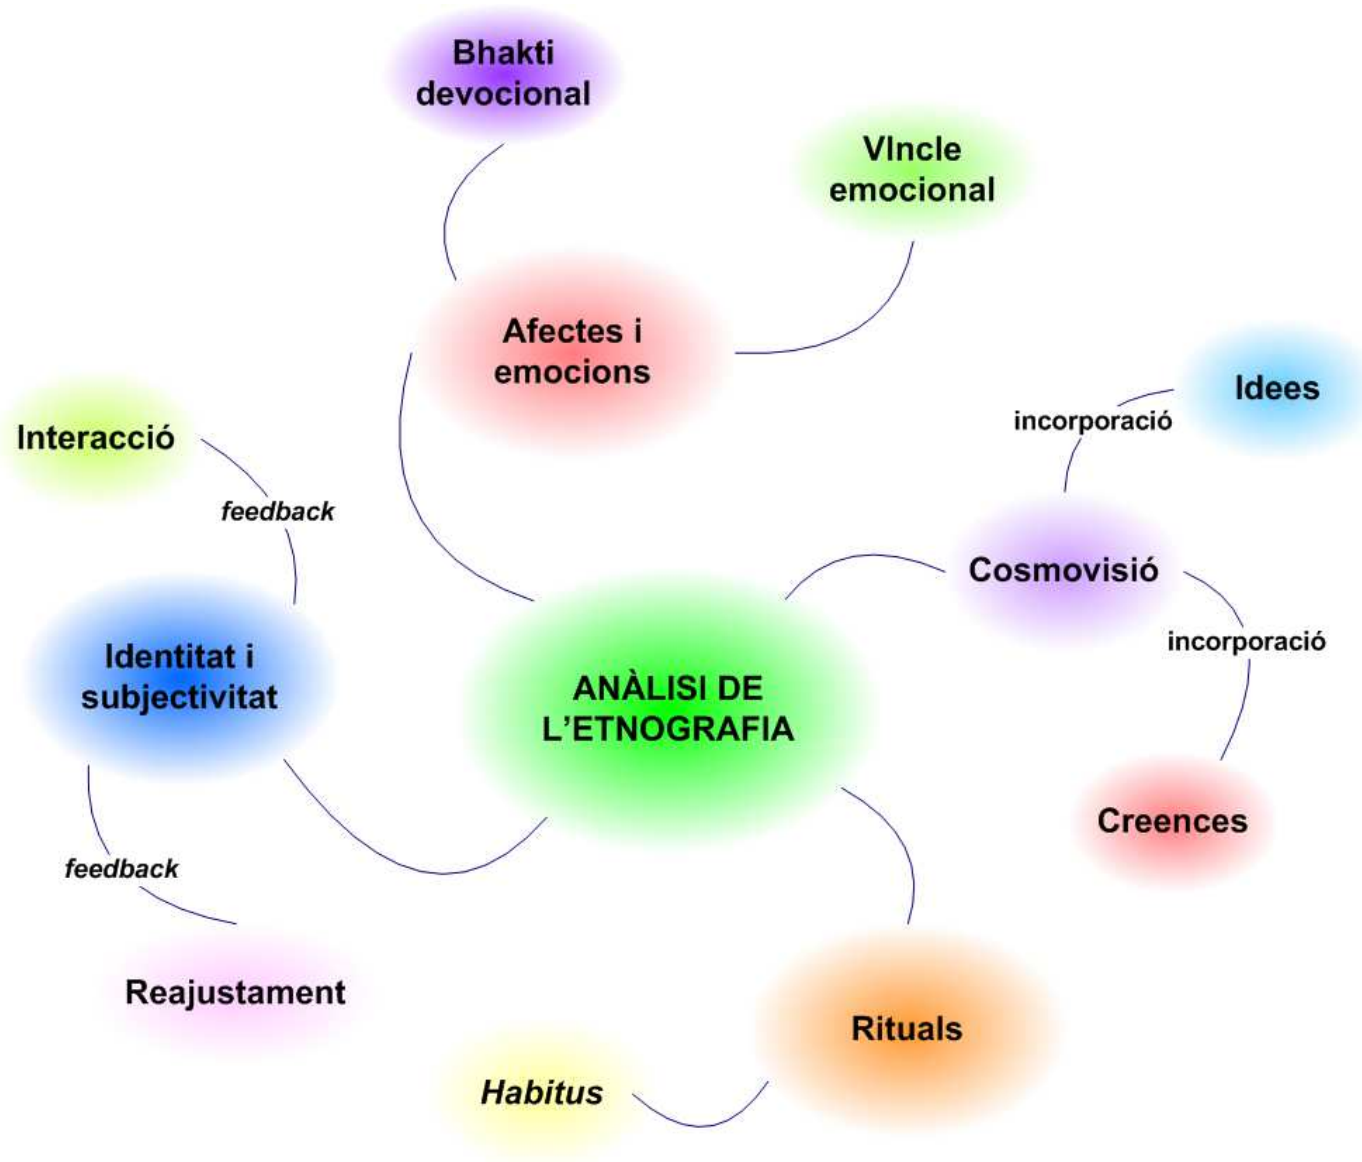 Bhakti
devocional
VIncle
emocional
Afectes i
emocions
Idees
incorporació
Interacció
feedback
Cosmovisió
incorporació
Identitat i
subjectivitat
ANÀLISI DE
L’ETNOGRAFIA
Creences
feedback
Reajustament
Rituals
Habitus